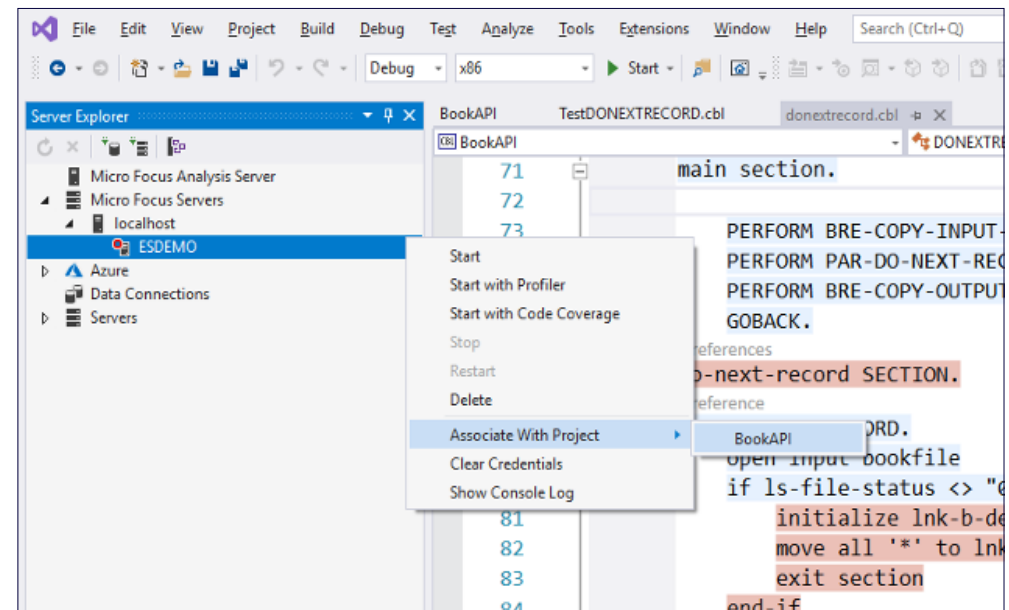 File Edit View Project Build Debug Test Analyze Tools Extensions Window Help Search (Ctrl+Q)
Debug x86 Start
Server Explorer
Micro Focus Analysis Server
Micro Focus Servers
localhost
ESDEMO
Azure
Data Connections
Servers
Start
Start with Profiler
Start with Code Coverage
Stop
Restart
Delete
Associate With Project
Clear Credentials
Show Console Log
BookAPI
BookAPI TestDONEXTRECORD.cbl donextrecord.cbl
BookAPI DONEXTRE
71 main section.
72
73 PERFORM BRE-COPY-INPUT-
PERFORM PAR-DO-NEXT-REC
PERFORM BRE-COPY-OUTPUT
GOBACK.
references
o-next-record SECTION.
reference
ORD.
open input bookfile
if ls-file-status <> "0
81 initialize lnk-b-de
82 move all '*' to lnk
83 exit section
84 end-if